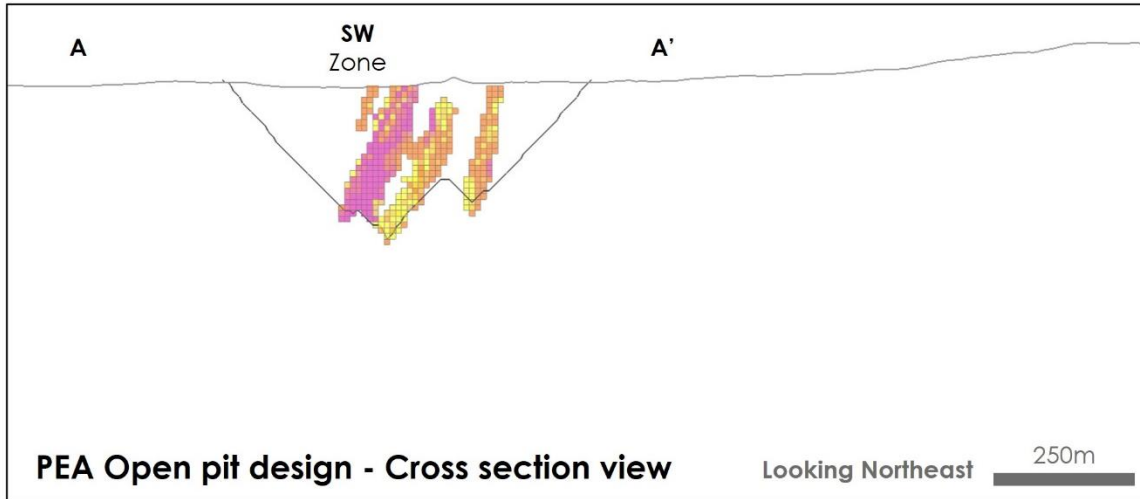 A
SW
Zone
A'
PEA Open pit design - Cross section view
Looking Northeast
250m